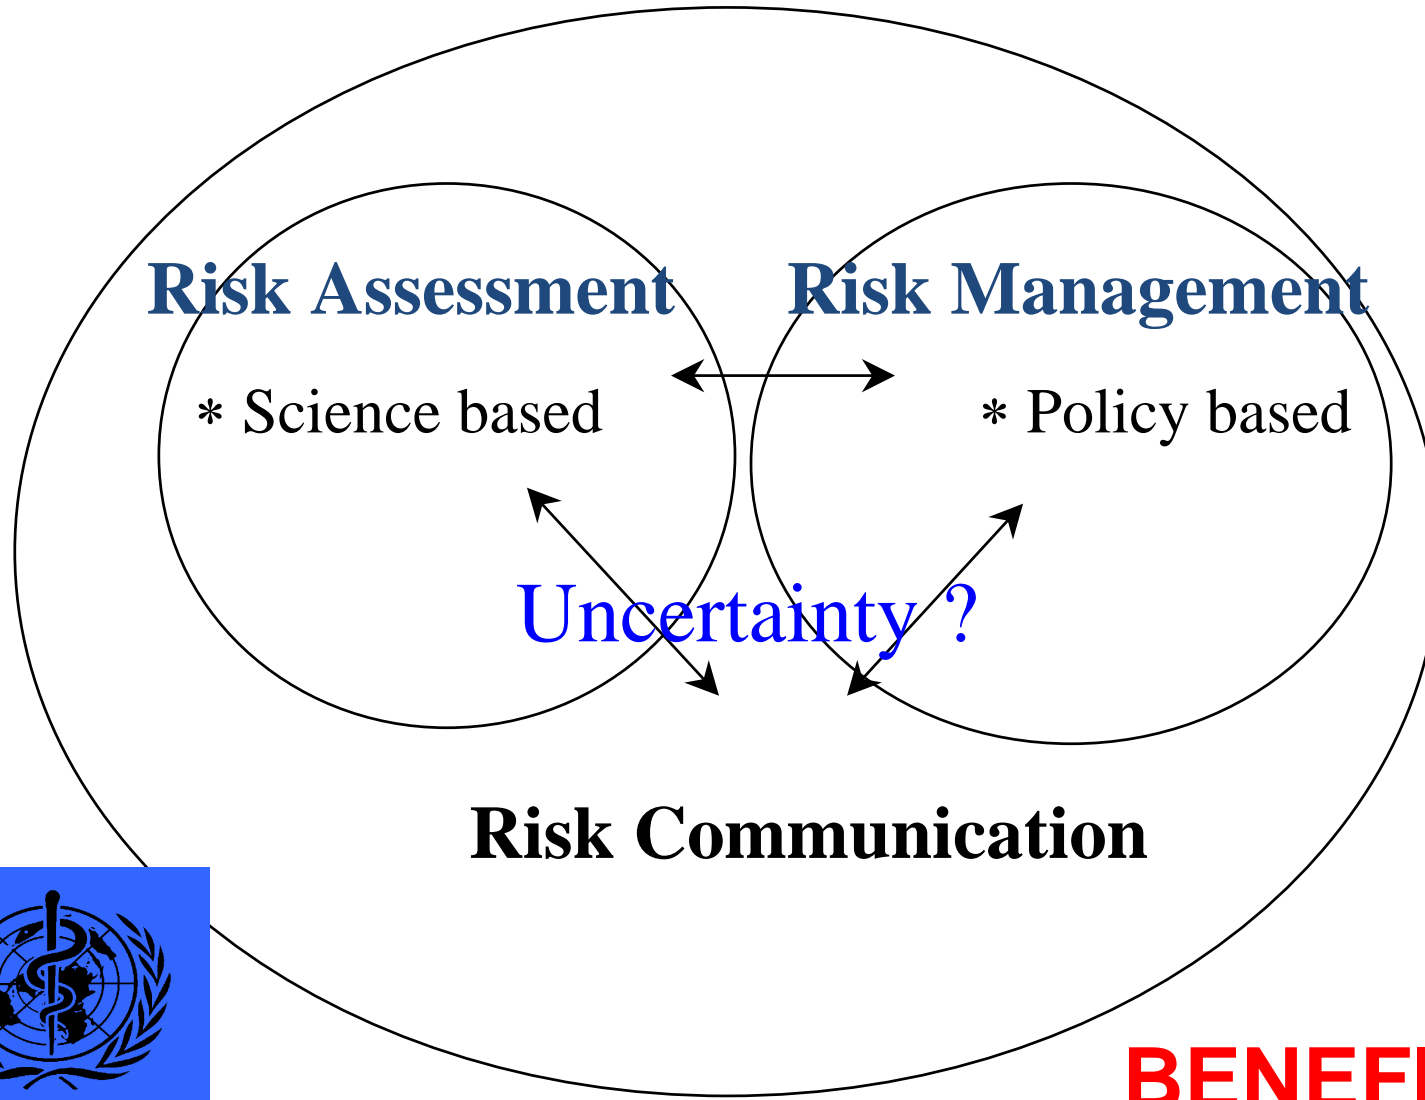 Risk Assessment
Risk Management
* Science based
* Policy based
Uncertainty ?
Risk Communication